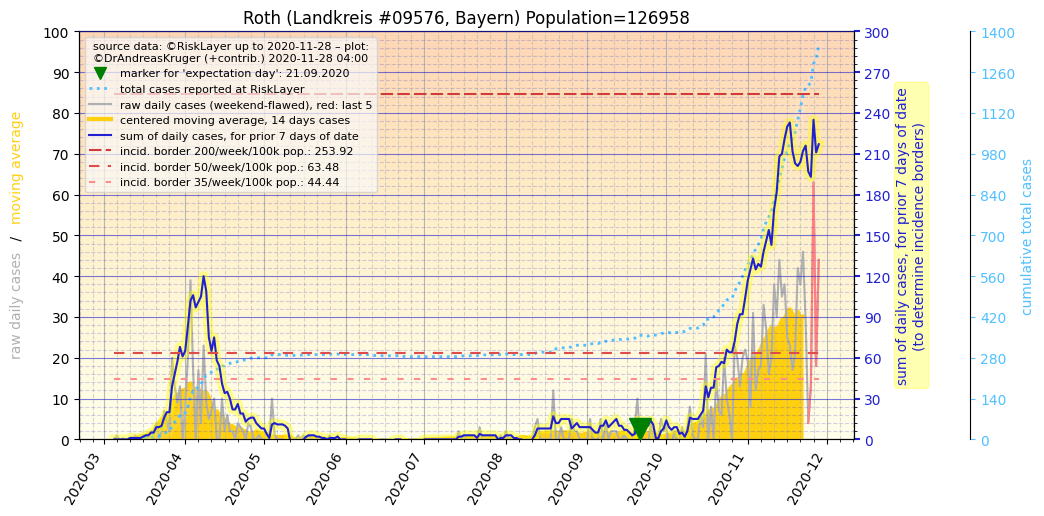 Roth (Landkreis #09576, Bayern) Population=126958
source data: ©RiskLayer up to 2020-11-28 – plot:
©DrAndreasKruger (+contrib.) 2020-11-28 04:00
marker for 'expectation day': 21.09.2020
total cases reported at RiskLayer
raw daily cases (weekend-flawed), red: last 5
centered moving average, 14 days cases
sum of daily cases, for prior 7 days of date
incid. border 200/week/100k pop.: 253.92
incid. border 50/week/100k pop.: 63.48
incid. border 35/week/100k pop.: 44.44
raw daily cases / moving average
100
90
80
70
60
50
40
30
20
10
0
2020-03
2020-04
2020-05
2020-06
2020-07
2020-08
2020-09
2020-10
2020-11
2020-12
300
270
240
210
180
150
120
90
60
30
0
sum of daily cases, for prior 7 days of date
(to determine incidence borders)
1400
1260
1120
980
840
700
560
420
280
140
0
cumulative total cases